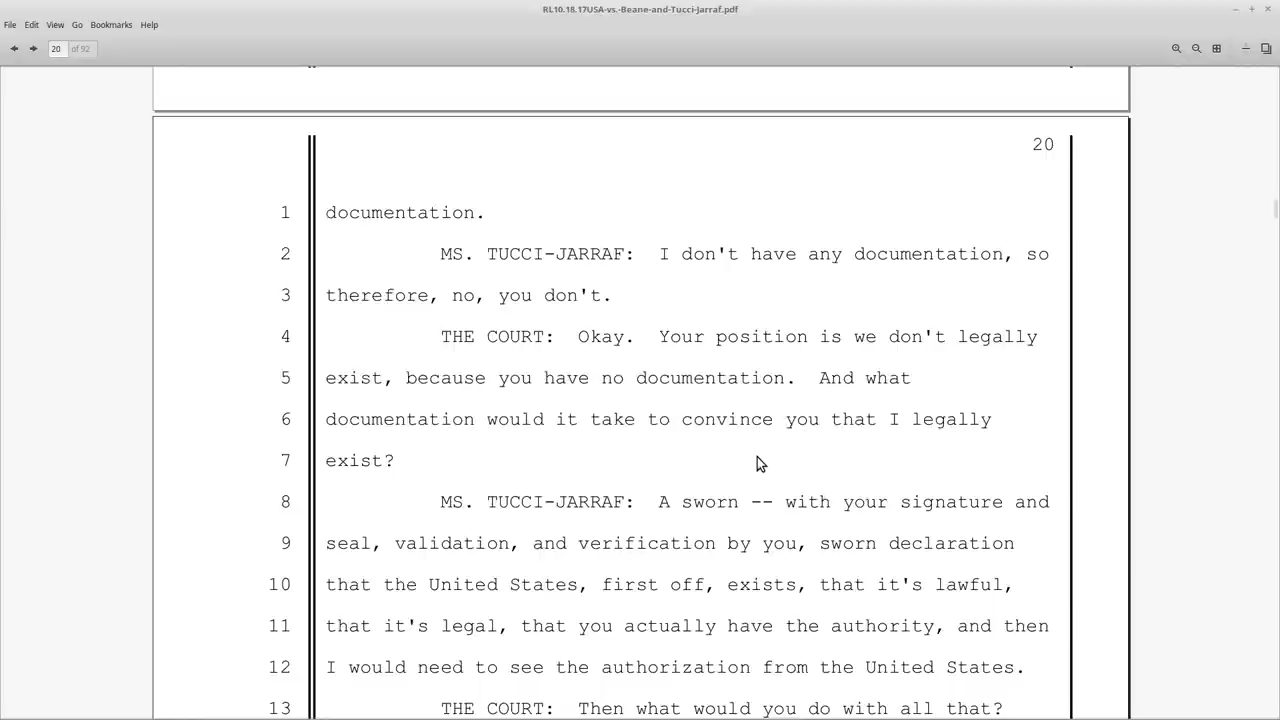 RL10.18.17USA-vs.-Beane-and-Tucci-Jarraf.pdf
File Edit View Go Bookmarks Help
20 of 92
20
1 documentation.
2 MS. TUCCI-JARRAF: I don't have any documentation, so
3 therefore, no, you don't.
4 THE COURT: Okay. Your position is we don't legally
5 exist, because you have no documentation. And what
6 documentation would it take to convince you that I legally
7 exist?
8 MS. TUCCI-JARRAF: A sworn -- with your signature and
9 seal, validation, and verification by you, sworn declaration
10 that the United States, first off, exists, that it's lawful,
11 that it's legal, that you actually have the authority, and then
12 I would need to see the authorization from the United States.
13 THE COURT: Then what would you do with all that?